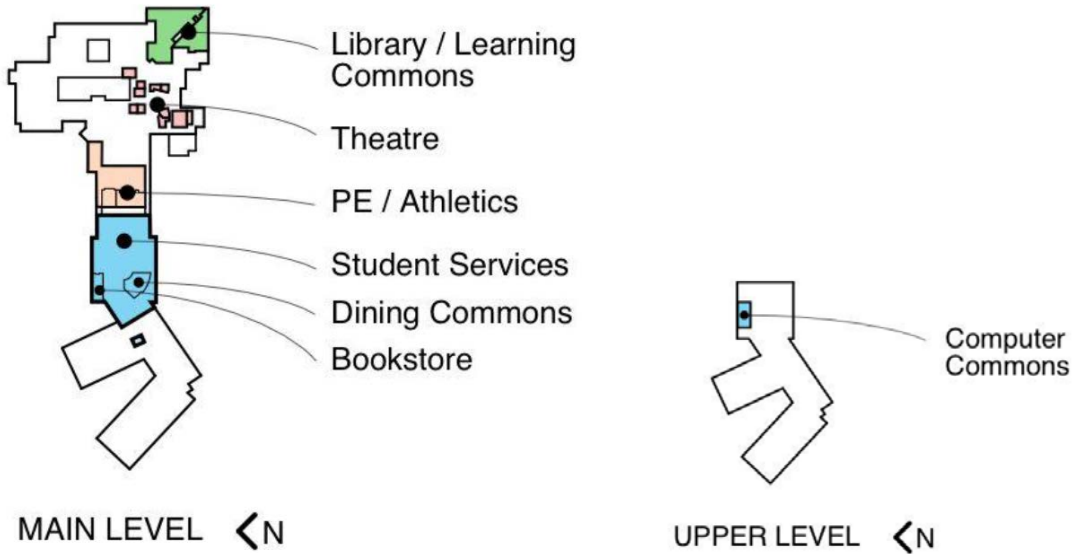 Library / Learning
Commons
Theatre
PE / Athletics
Student Services
Dining Commons
Bookstore
Computer
Commons
MAIN LEVEL N
UPPER LEVEL N